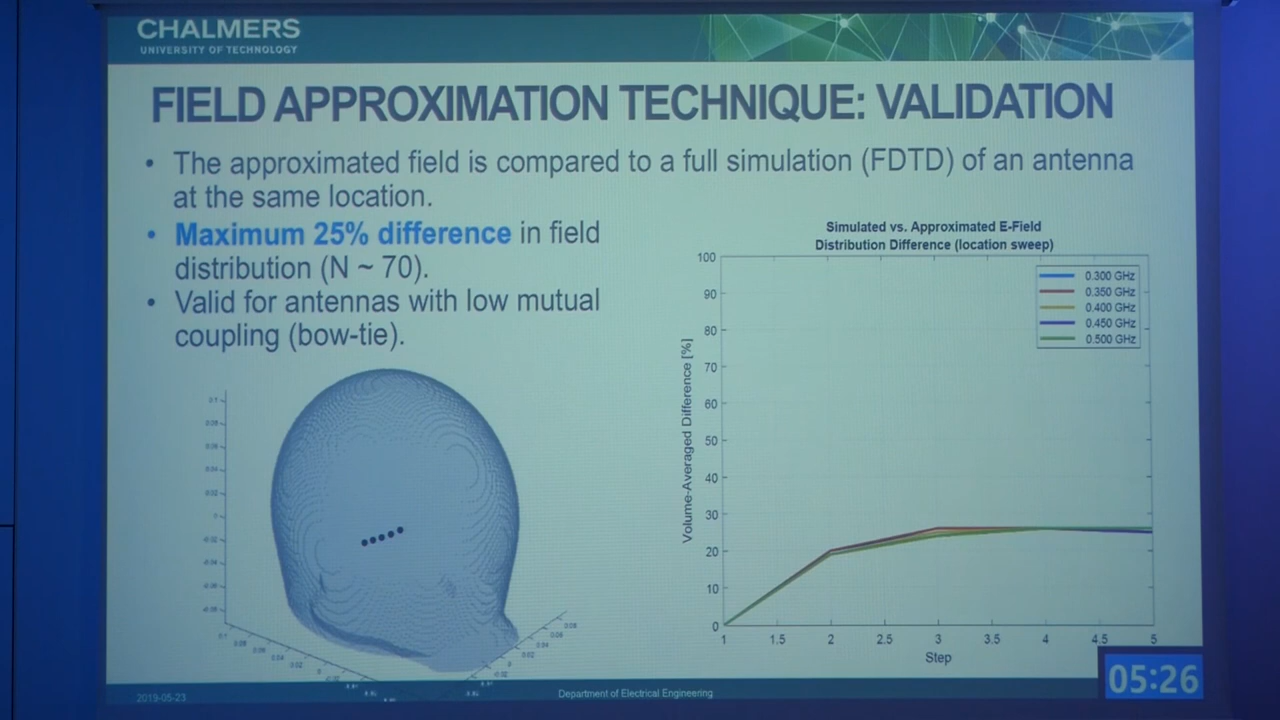 CHALMERS
UNIVERSITY OF TECHNOLOGY
FIELD APPROXIMATION TECHNIQUE: VALIDATION
• The approximated field is compared to a full simulation (FDTD) of an antenna
at the same location.
• Maximum 25% difference in field
distribution (N ~ 70).
• Valid for antennas with low mutual
coupling (bow-tie).
Simulated vs. Approximated E-Field
Distribution Difference (location sweep)
0.300 GHz
0.350 GHz
0.400 GHz
0.450 GHz
0.500 GHz
Volume-Averaged Difference [%]
100
90
80
70
60
50
40
30
20
10
0
1 1.5 2 2.5 3 3.5 4 4.5 5
Step
2019-05-23
Department of Electrical Engineering
05:26